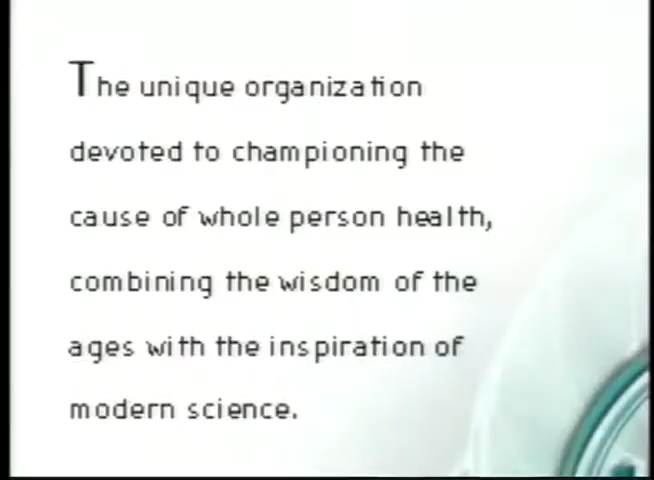 The unique organization
devoted to championing the
cause of whole person health,
combining the wisdom of the
ages with the inspiration of
modern science.